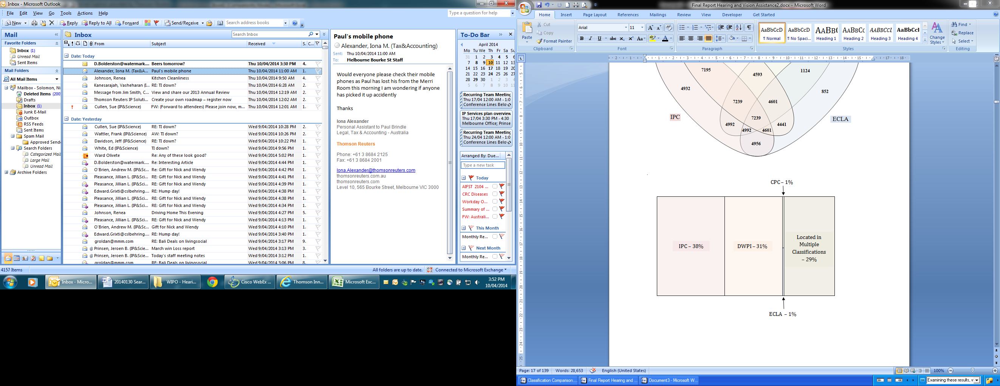 Inbox - Microsoft Outlook
File Edit View Go Tools Actions Help
Type a question for help
New Reply Reply to All Forward Send/Receive Search address books
Mail
Favorite Folders
Inbox (1)
Unread Mail
Sent Items
Mail Folders
All Mail Items
Mailbox - Solomon, Ni
Deleted Items (200
Drafts
Inbox (1)
Junk E-Mail
Outbox
RSS Feeds
Sent Items
Spam Mail
Approved Sende
Search Folders
Categorized Mail
Large Mail
Unread Mail
Archive Folders
Inbox
Search Inbox
From Subject Received S. C...
Date: Today
D.Bolderston@watermark.... Beers tomorrow? Thu 10/04/2014 3:30 PM 4.
Alexander, Iona M. (Tax&A... Paul's mobile phone Thu 10/04/2014 11:00 AM 1.
Johnson, Renea Kitchen Cleanliness Thu 10/04/2014 9:50 AM 4.
Kanesarajah, Vasheharan (I... RE: TI down? Thu 10/04/2014 6:28 AM 2.
Message from Jim Smith, C... View and share our 2013 Annual Review Thu 10/04/2014 12:19 AM 2.
Thomson Reuters IP Soluti... Create your own roadmap – register now Thu 10/04/2014 12:02 AM 2.
Cullen, Sue (IP&Science) FW: (Forward to attendees) Please join now, m... Thu 10/04/2014 12:01 AM 1.
Date: Yesterday
Cullen, Sue (IP&Science) RE: TI down? Wed 9/04/2014 10:28 PM 2.
Wattler, Frank (IP&Science) AW: TI down? Wed 9/04/2014 10:26 PM 2.
Davidson, Jeff (IP&Science) RE: TI down? Wed 9/04/2014 10:22 PM 1.
White, Ed (IP&Science) TI down? Wed 9/04/2014 9:56 PM 1.
Ward Olivete Re: Any of these look good? Wed 9/04/2014 5:02 PM 1.
D.Bolderston@watermark.... Re: Interesting Article Wed 9/04/2014 4:44 PM 1.
O'Brien, Andrew M. (IP&Sc... Re: Gift for Nick and Wendy Wed 9/04/2014 4:42 PM 1.
Pleasance, Jillian L. (IP&Sci... RE: Gift for Nick and Wendy Wed 9/04/2014 4:41 PM 1.
Pleasance, Jillian L. (IP&Sci... RE: Gift for Nick and Wendy Wed 9/04/2014 4:39 PM 1.
Edward.Grixti@cslbehring.... RE: Hump day! Wed 9/04/2014 4:38 PM 1.
Pleasance, Jillian L. (IP&Sci... RE: Gift for Nick and Wendy Wed 9/04/2014 4:38 PM 1.
Pleasance, Jillian L. (IP&Sci... RE: Gift for Nick and Wendy Wed 9/04/2014 4:34 PM 1.
Johnson, Renea Driving Home This Evening Wed 9/04/2014 4:27 PM 5.
Pleasance, Jillian L. (IP&Sci... RE: Gift for Nick and Wendy Wed 9/04/2014 4:13 PM 1.
O'Brien, Andrew M. (IP&Sc... Gift for Nick and Wendy Wed 9/04/2014 4:10 PM 1.
Edward.Grixti@cslbehring.... RE: Hump day! Wed 9/04/2014 3:40 PM 1.
groldan@mmm.com RE: Bali Deals on livingsocial Wed 9/04/2014 3:17 PM 9.
Prinsen, Jeroen B. (IP&Scie... March win Loss report Wed 9/04/2014 3:13 PM 3.
Prinsen, Jeroen B. (IP&Scie... Today's staff meeting notes Wed 9/04/2014 3:12 PM 1.
groldan@mmm.com RE: Bali Deals on livingsocial Wed 9/04/2014 3:06 PM 8.
Paul's mobile phone
Alexander, Iona M. (Tax&Accounting)
Sent: Thu 10/04/2014 11:00 AM
To: Melbourne Bourke St Staff
Would everyone please check their mobile
phones as Paul has lost his from the Merri
Room this morning I am wondering if anyone
has picked it up accidently
Thanks
Iona Alexander
Personal Assistant to Paul Brindle
Legal, Tax & Accounting - Australia
Thomson Reuters
Phone: +61 3 8684 2125
Fax: +61 3 8684 2001
Iona.Alexander@thomsonreuters.com
thomsonreuters.com.au
thomsonreuters.com
Level 10, 565 Bourke Street, Melbourne VIC 3000
To-Do Bar
April 2014
Mo Tu We Th Fr Sa Su
31 1 2 3 4 5 6
7 8 9 10 11 12 13
14 15 16 17 18 19 20
21 22 23 24 25 26 27
28 29 30 1 2 3 4
5 6 7 8 9 10 11
Recurring Team Meeting
Thu 17/04 12:00 AM - 1:0
Conference Lines Belo
IP Services plan overview
Thu 17/04 3:30 PM - 4:30
Melbourne Office; Prinse
Recurring Team Meeting
Thu 24/04 12:00 AM - 1:0
Conference Lines Belo
Arranged By: Due...
Type a new task
Today
AIFST 2104 ...
CRC Diseases
Workday O...
Summary of ...
FW: Australi...
This Month
Monthly Re...
Next Month
Monthly Re...
4157 Items
All folders are up to date. Connected to Microsoft Exchange
Inbox - Micro... 20140130 Sear... WIPO - Heari... Cisco WebEx ... Thomson Inn... Microsoft Exc...
3:52 PM
10/04/2014
Final Report Hearing and Vision Assistance2.docx - Microsoft Word
Home Insert Page Layout References Mailings Review View Developer Get Started
Paste
Cut
Copy
Format Painter
Clipboard
Arial 11
B I U abc x₂ x² Aa
Font
Paragraph
AaBbCcD AaBbCcD AaBb( AaBbCc AaBbCcI AaBbCcI
¶ Normal ¶ No Spaci... Heading 1 Heading 2 Heading 3 Heading 4
Change
Styles
Styles
Find
Replace
Select
Editing
7195 4593 1124
4932 852
7239 4601
IPC 7239 ECLA
4992 4441
4992 4601
4956
CPC – 1%
IPC – 38%
DWPI – 31%
Located in
Multiple
Classifications
– 29%
ECLA – 1%
Page: 17 of 139 Words: 28,653 English (United States) 100%
Classification Comparison.... Final Report Hearing and ... Document3 - Microsoft W...
Examining these results, v